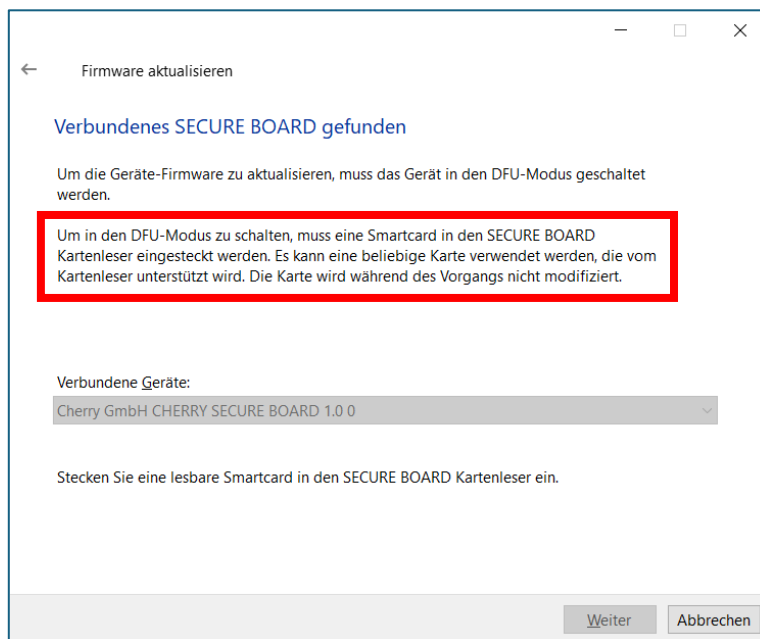 Firmware aktualisieren
Verbundenes SECURE BOARD gefunden
Um die Geräte-Firmware zu aktualisieren, muss das Gerät in den DFU-Modus geschaltet
werden.
Um in den DFU-Modus zu schalten, muss eine Smartcard in den SECURE BOARD
Kartenleser eingesteckt werden. Es kann eine beliebige Karte verwendet werden, die vom
Kartenleser unterstützt wird. Die Karte wird während des Vorgangs nicht modifiziert.
Verbundene Geräte:
Cherry GmbH CHERRY SECURE BOARD 1.0 0
Stecken Sie eine lesbare Smartcard in den SECURE BOARD Kartenleser ein.
Weiter Abbrechen